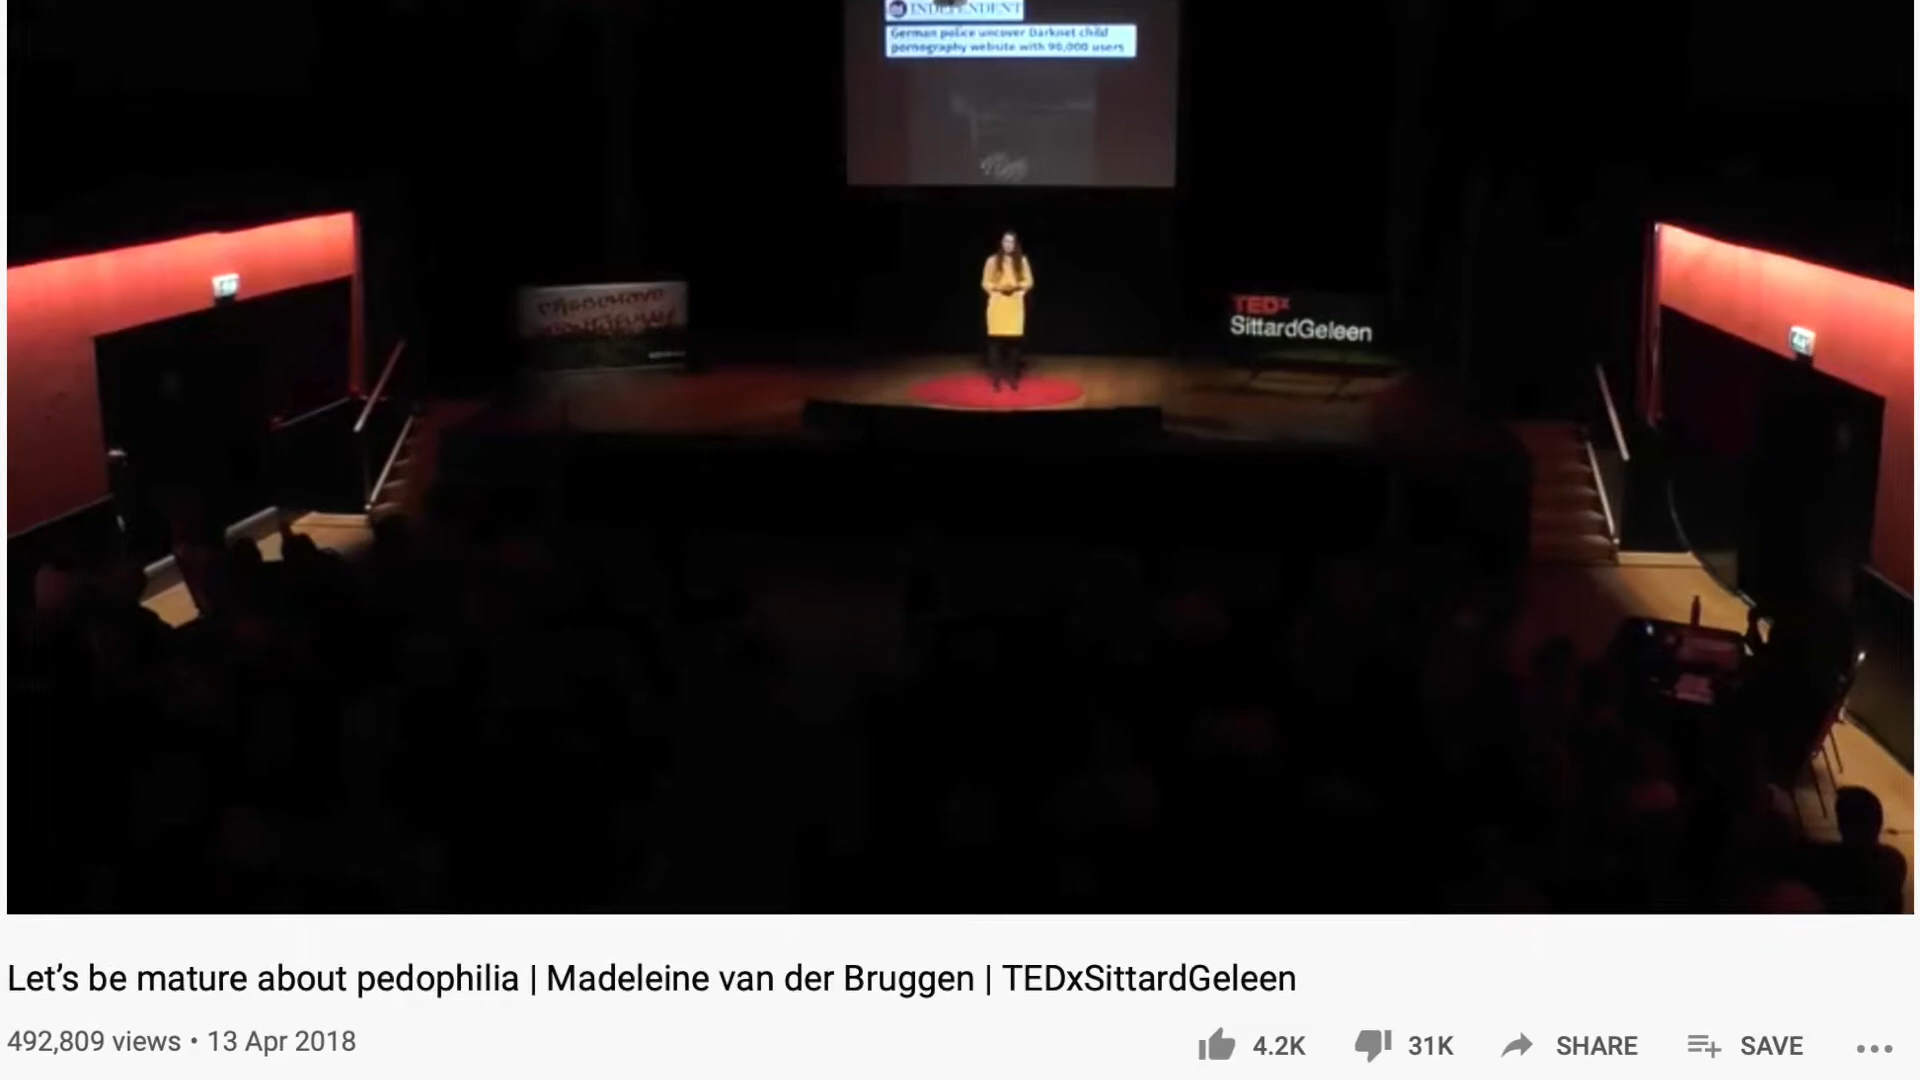 INDEPENDENT
German police uncover Darknet child
pornography website with 90,000 users
TEDx
SittardGeleen
Let’s be mature about pedophilia | Madeleine van der Bruggen | TEDxSittardGeleen
492,809 views • 13 Apr 2018
4.2K
31K
SHARE
SAVE